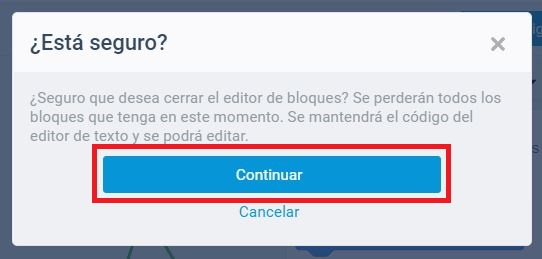 ¿Está seguro?
¿Seguro que desea cerrar el editor de bloques? Se perderán todos los
bloques que tenga en este momento. Se mantendrá el código del
editor de texto y se podrá editar.
Continuar
Cancelar